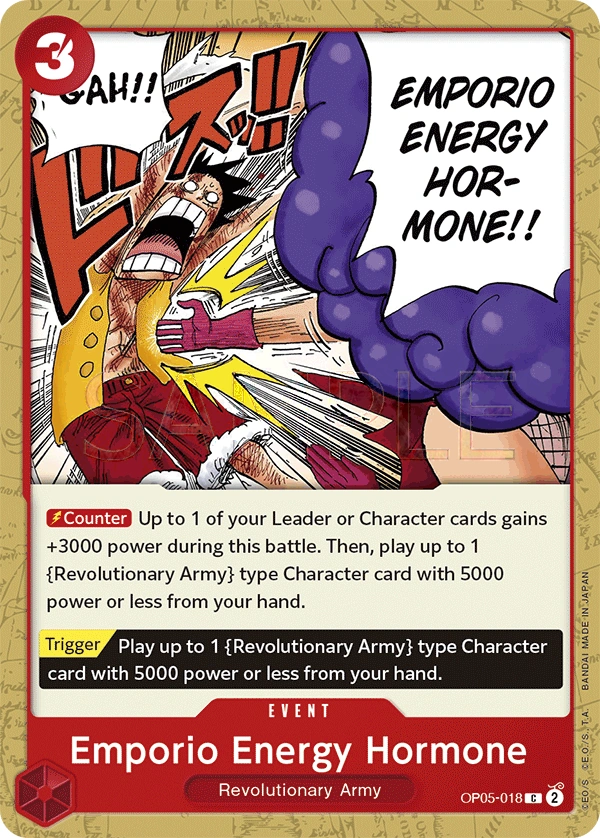 3
GAH!!
ドズッ!!
EMPORIO
ENERGY
HOR-
MONE!!
SAMPLE
Counter Up to 1 of your Leader or Character cards gains
+3000 power during this battle. Then, play up to 1
{Revolutionary Army} type Character card with 5000
power or less from your hand.
Trigger Play up to 1 {Revolutionary Army} type Character
card with 5000 power or less from your hand.
EVENT
Emporio Energy Hormone
Revolutionary Army
OP05-018 C 2
©E.O./S. ©E.O./S.,T.A. BANDAI MADE IN JAPAN